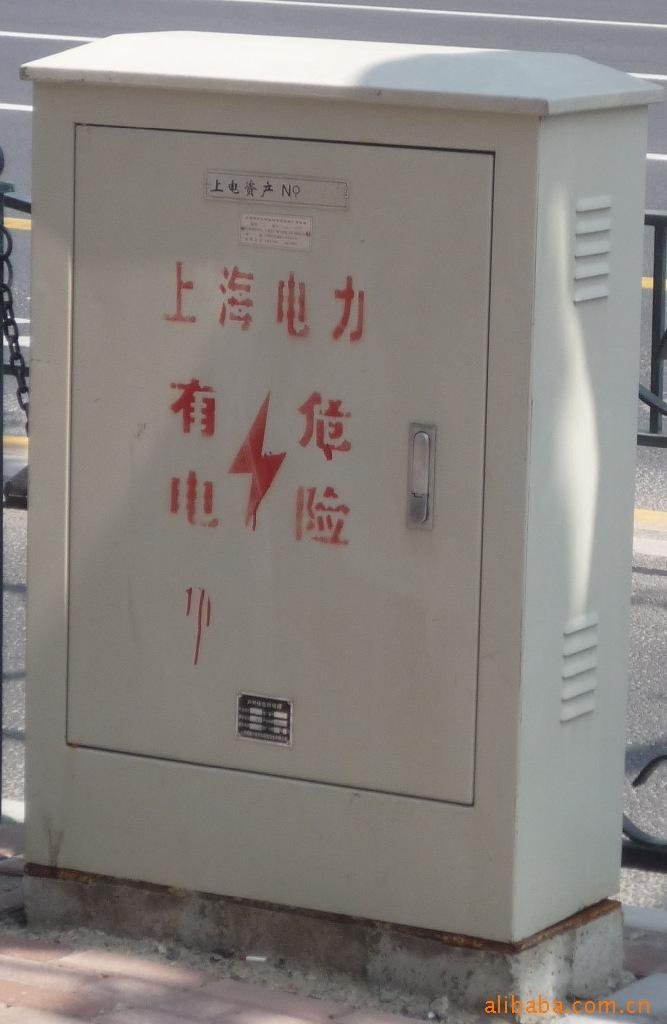 上电资产 №
上海电力
有 危
电 险
alibaba.com.cn